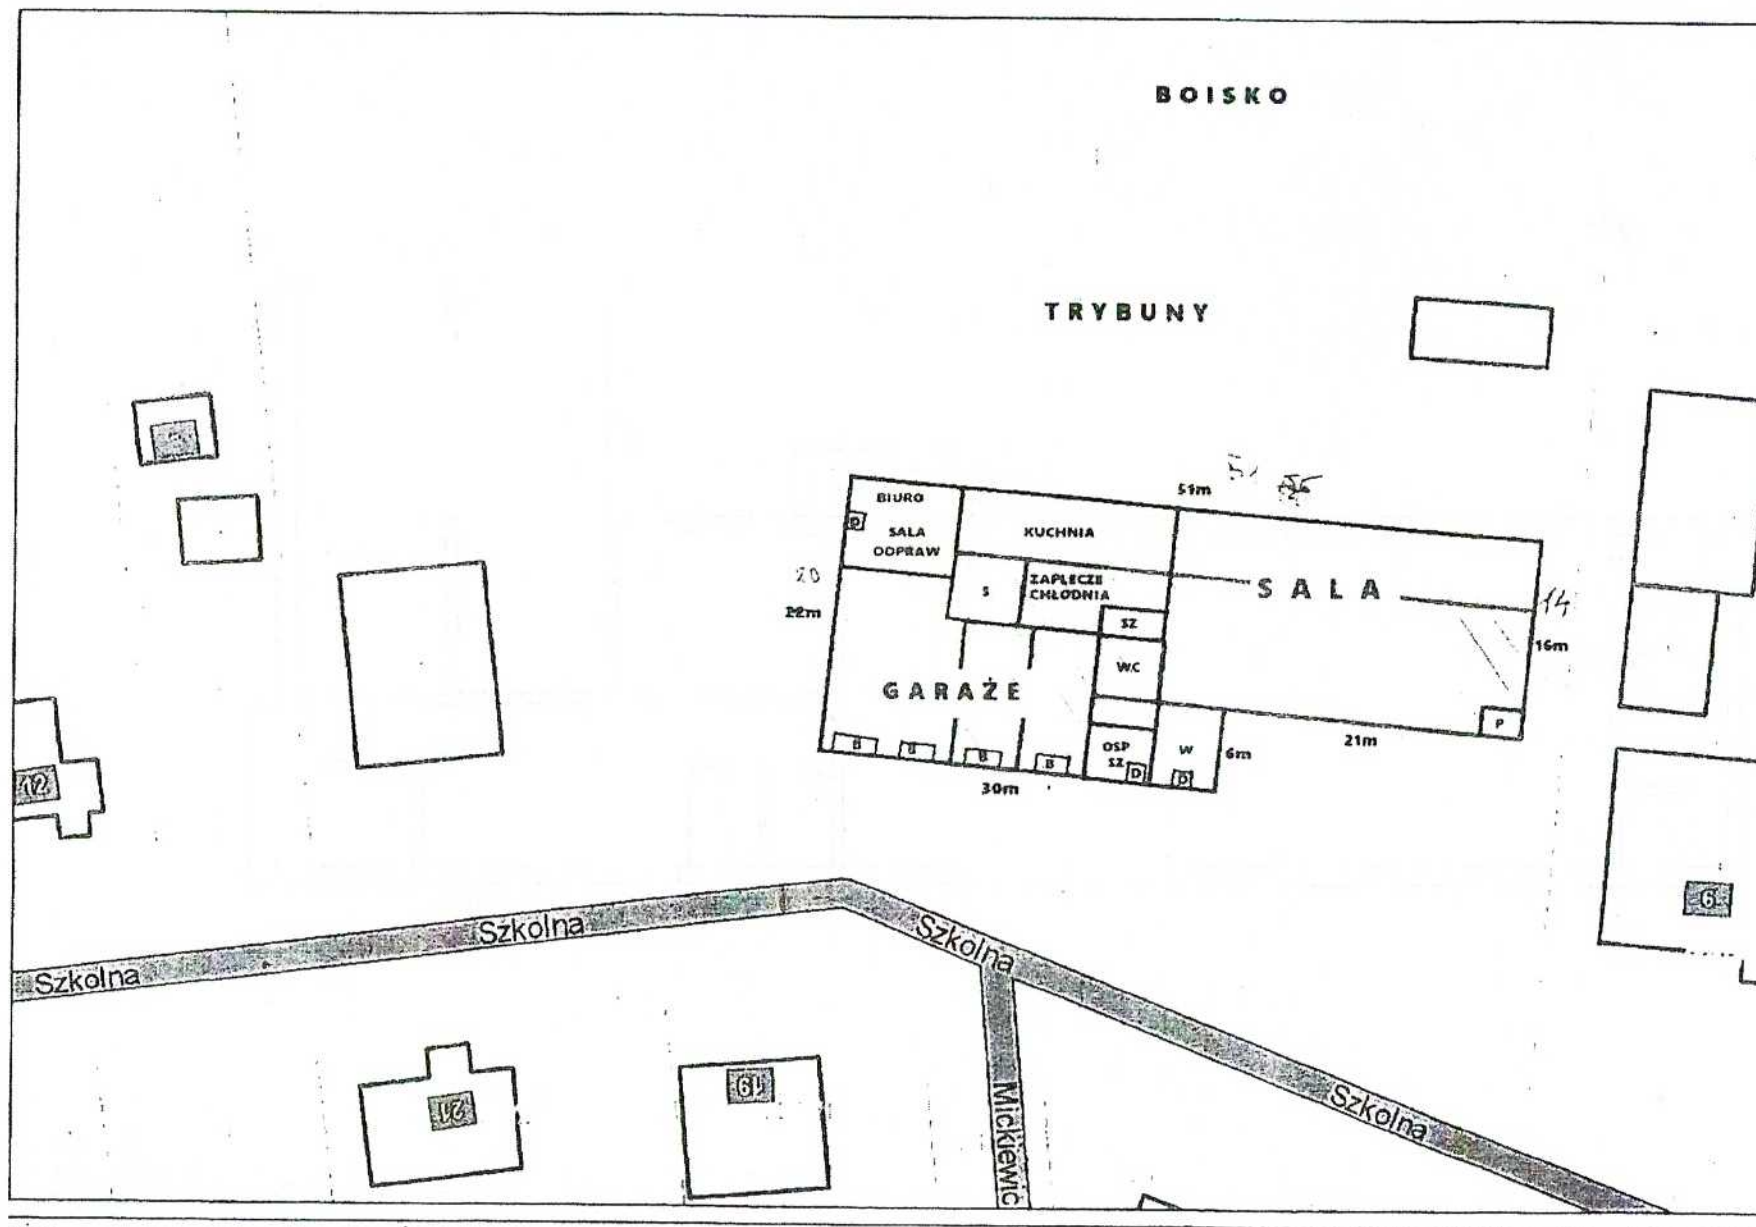 BOISKO
TRYBUNY
51m
51
BIURO
D
SALA
ODPRAW
KUCHNIA
S
ZAPLECZE
CHŁODNIA
SZ
S A L A
20
22m
14
16m
WC
GARAŻE
P
21m
6m
B
B
B
B
OSP
SZ
D
W
D
30m
12
6
Szkolna
Szkolna
Szkolna
Szkolna
Mickiewic
21
19